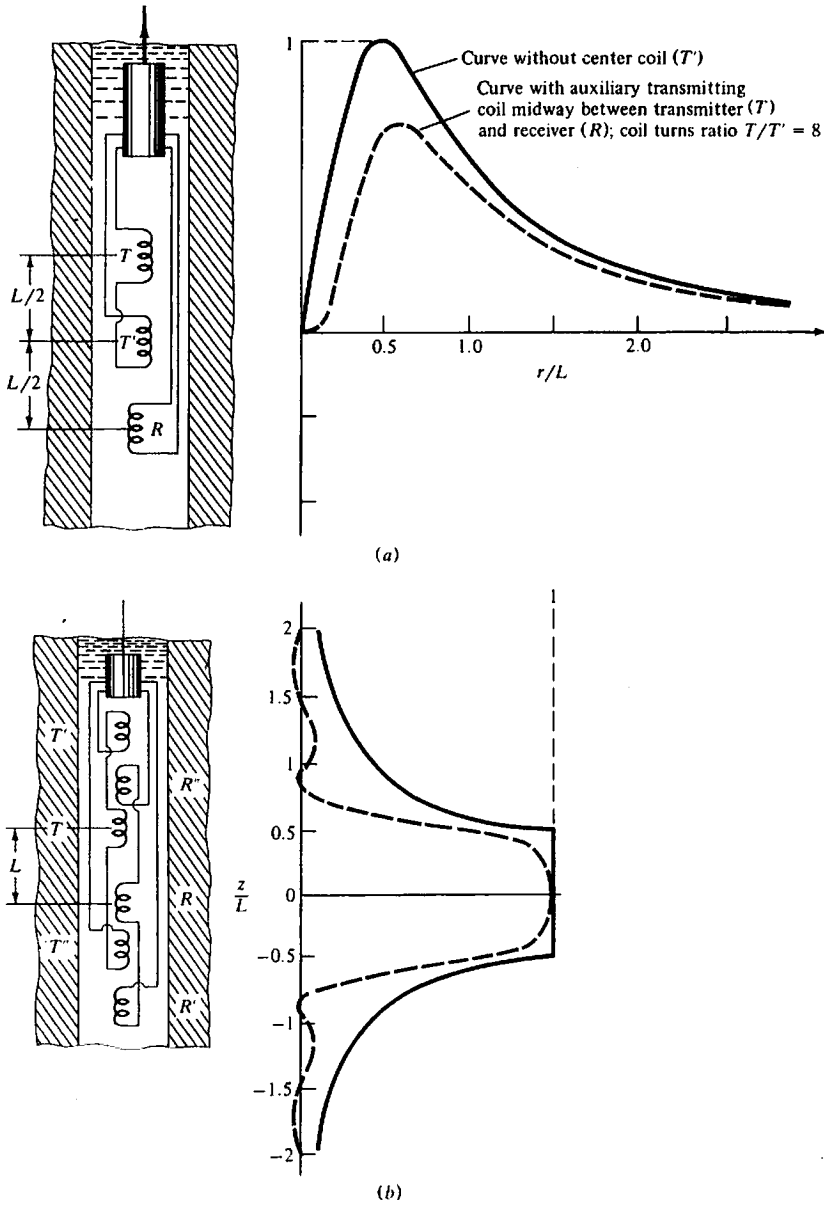 1
Curve without center coil (T′)
Curve with auxiliary transmitting
coil midway between transmitter (T)
and receiver (R); coil turns ratio T/T′ = 8
T
L/2
T′
L/2
R
0.5
1.0
2.0
r/L
(a)
1
2
1.5
1
0.5
z/L
0
−0.5
−1
−1.5
−2
T′
R″
T
L
R
T″
R′
(b)